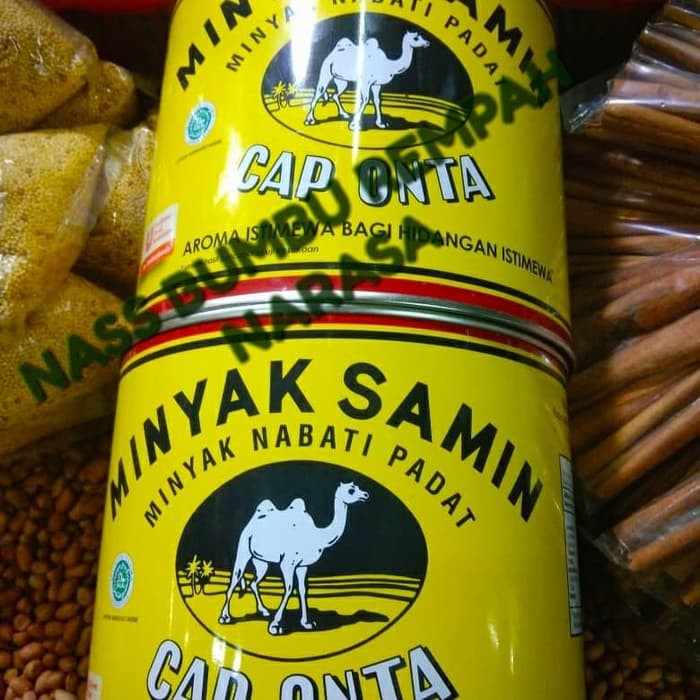 MINYAK SAMIN
MINYAK NABATI PADAT
CAP ONTA
AROMA ISTIMEWA BAGI HIDANGAN ISTIMEWA*
NASS BUMBU REMPAH
NARASA
MINYAK SAMIN
MINYAK NABATI PADAT
CAP ONTA